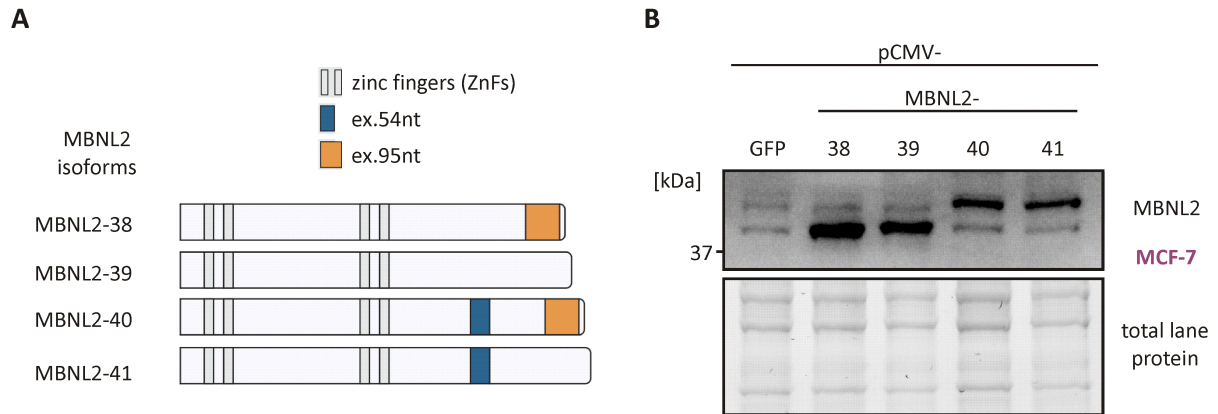 A
zinc fingers (ZnFs)
ex.54nt
ex.95nt
MBNL2
isoforms
MBNL2-38
MBNL2-39
MBNL2-40
MBNL2-41
B
pCMV-
MBNL2-
GFP 38 39 40 41
[kDa]
37
MBNL2
MCF-7
total lane
protein